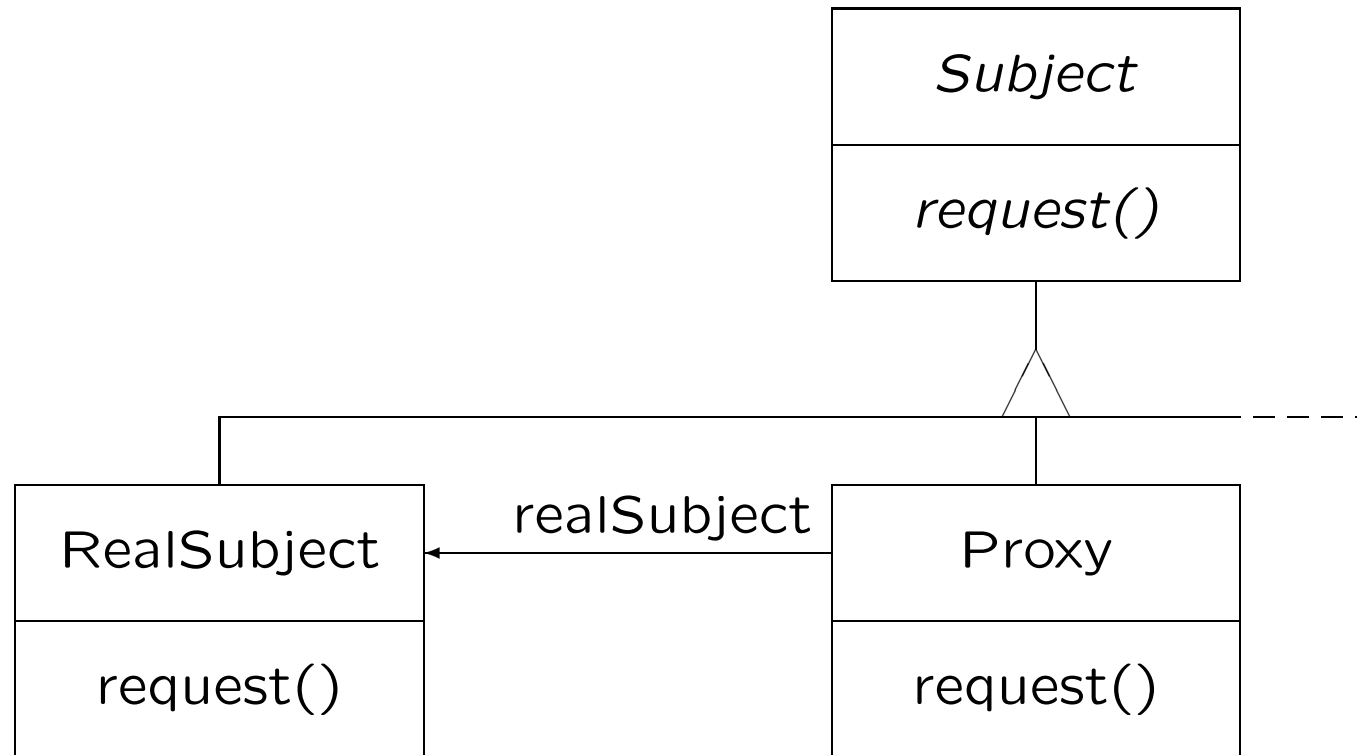 Subject
request()
realSubject
RealSubject
Proxy
request()
request()